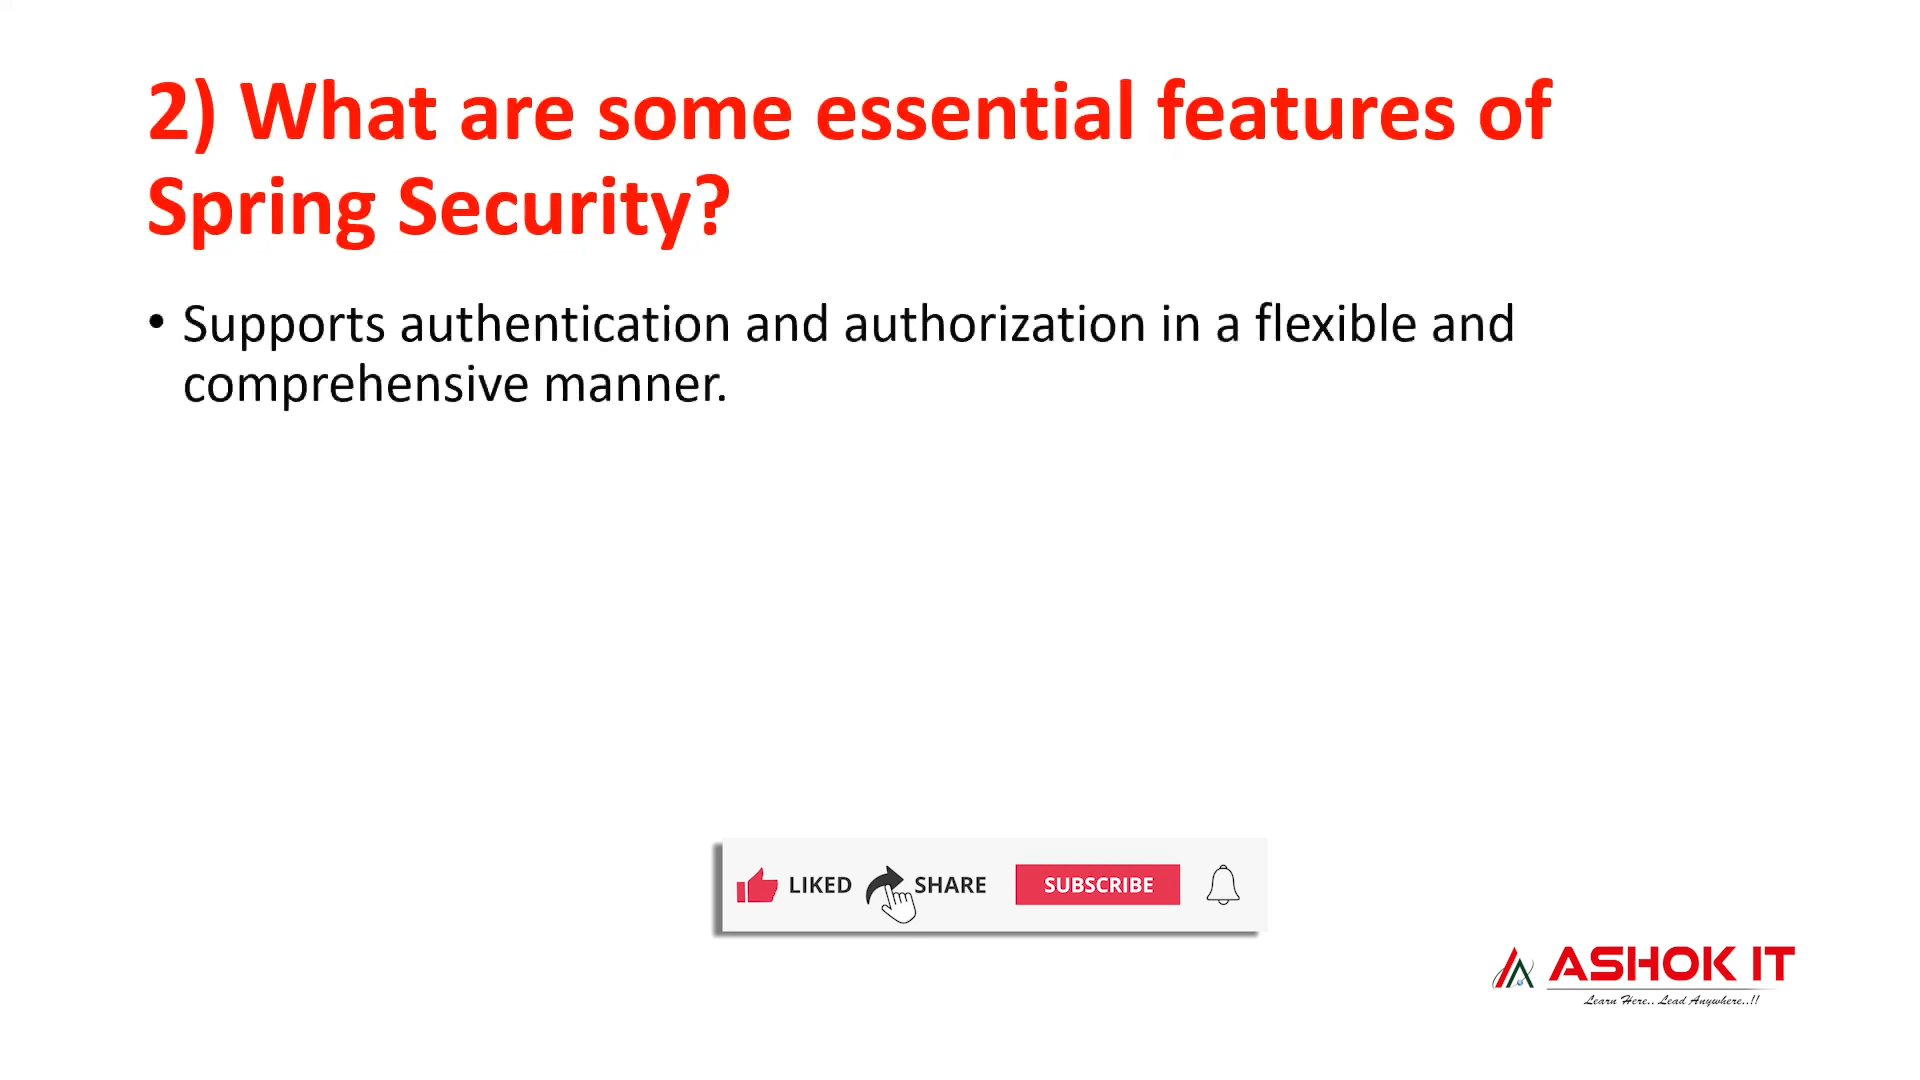 2) What are some essential features of
Spring Security?
• Supports authentication and authorization in a flexible and
comprehensive manner.
LIKED SHARE SUBSCRIBE
ASHOK IT
Learn Here.. Lead Anywhere..!!